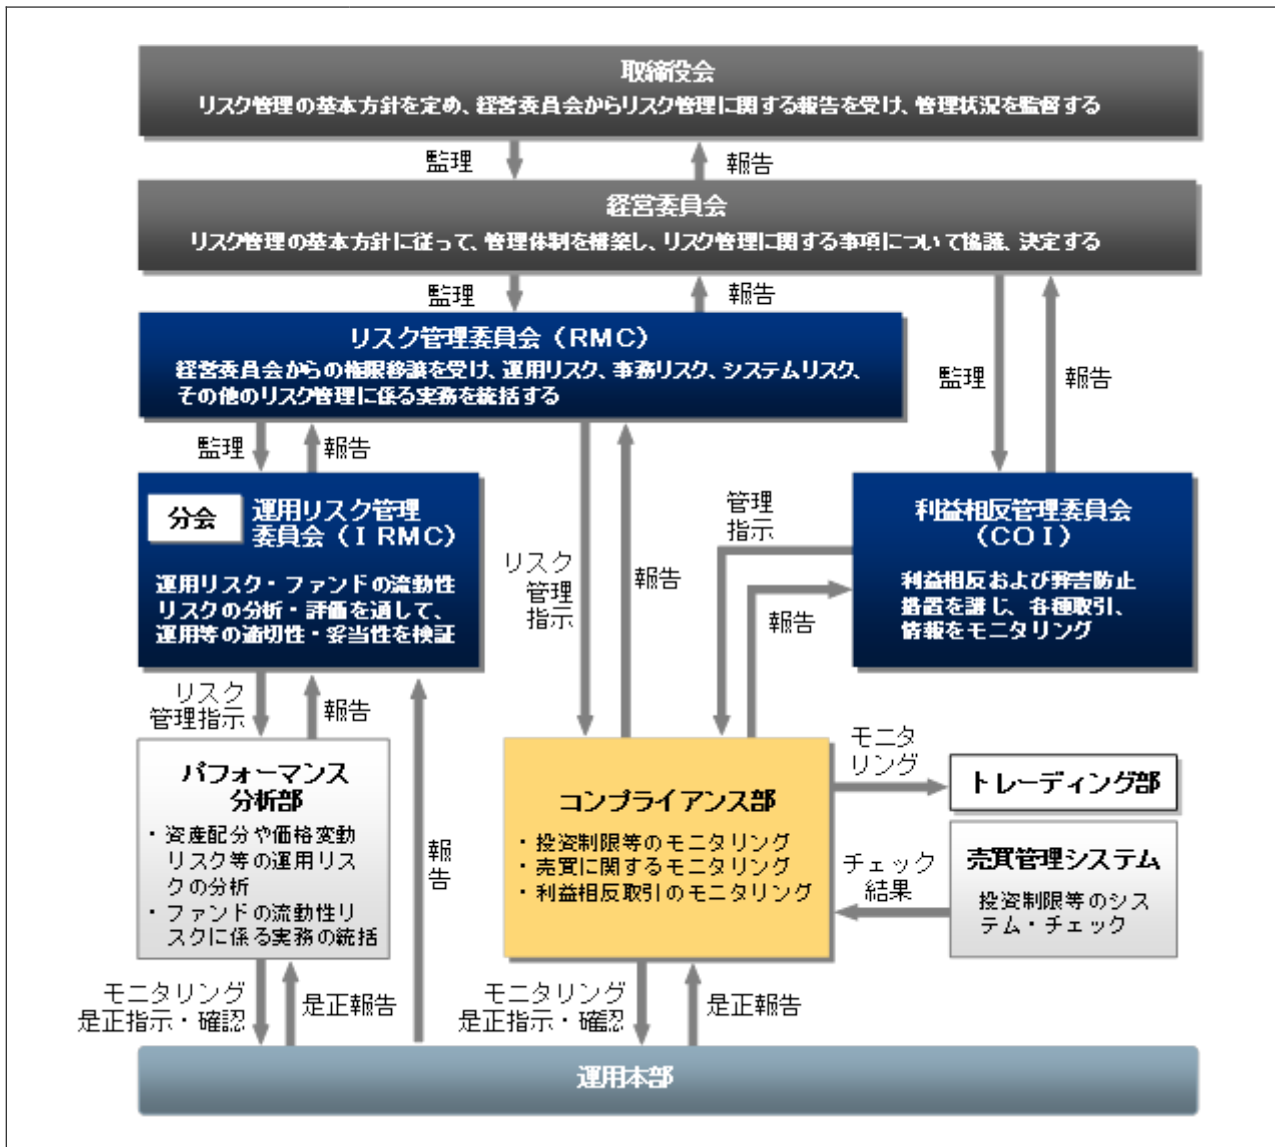 取締役会
リスク管理の基本方針を定め、経営委員会からリスク管理に関する報告を受け、管理状況を監督する
監理
報告
経営委員会
リスク管理の基本方針に従って、管理体制を構築し、リスク管理に関する事項について協議、決定する
監理
報告
リスク管理委員会（RMC）
経営委員会からの権限移譲を受け、運用リスク、事務リスク、システムリスク、
その他のリスク管理に係る実務を統括する
監理
報告
監理
報告
分会
運用リスク管理
委員会（ＩRMC）
運用リスク・ファンドの流動性
リスクの分析・評価を通して、
運用等の適切性・妥当性を検証
リスク
管理
指示
報告
管理
指示
報告
利益相反管理委員会
（COＩ）
利益相反および弊害防止
措置を講じ、各種取引、
情報をモニタリング
リスク
管理指示
報告
パフォーマンス
分析部
・資産配分や価格変動
リスク等の運用リス
クの分析
・ファンドの流動性リ
スクに係る実務の統括
報
告
コンプライアンス部
・投資制限等のモニタリング
・売買に関するモニタリング
・利益相反取引のモニタリング
モニタ
リング
トレーディング部
チェック
結果
売買管理システム
投資制限等のシス
テム・チェック
モニタリング
是正指示・確認
是正報告
モニタリング
是正指示・確認
是正報告
運用本部